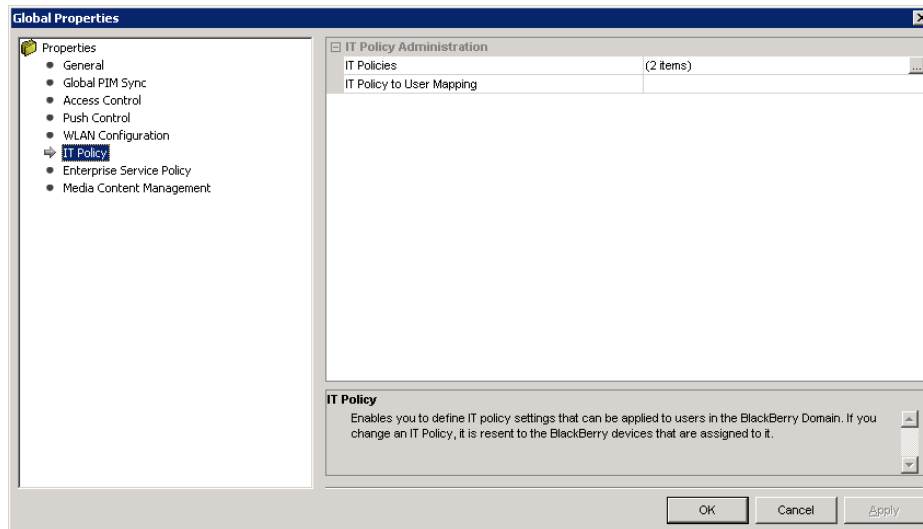 Global Properties
Properties
General
Global PIM Sync
Access Control
Push Control
WLAN Configuration
IT Policy
Enterprise Service Policy
Media Content Management
IT Policy Administration
IT Policies (2 items) ...
IT Policy to User Mapping
IT Policy
Enables you to define IT policy settings that can be applied to users in the BlackBerry Domain. If you
change an IT Policy, it is resent to the BlackBerry devices that are assigned to it.
OK Cancel Apply